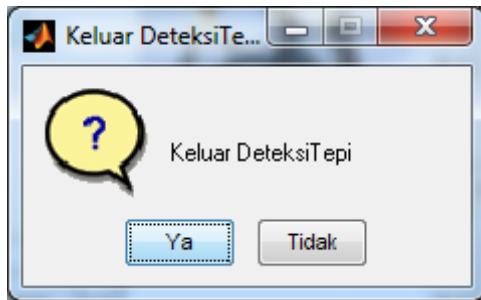 Keluar DeteksiTe...
?
Keluar DeteksiTepi
Ya
Tidak